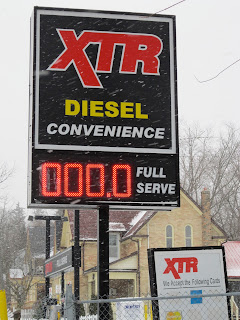 XTR
DIESEL
CONVENIENCE
000.0
FULL
SERVE
XTR
We Accept the Following Cards